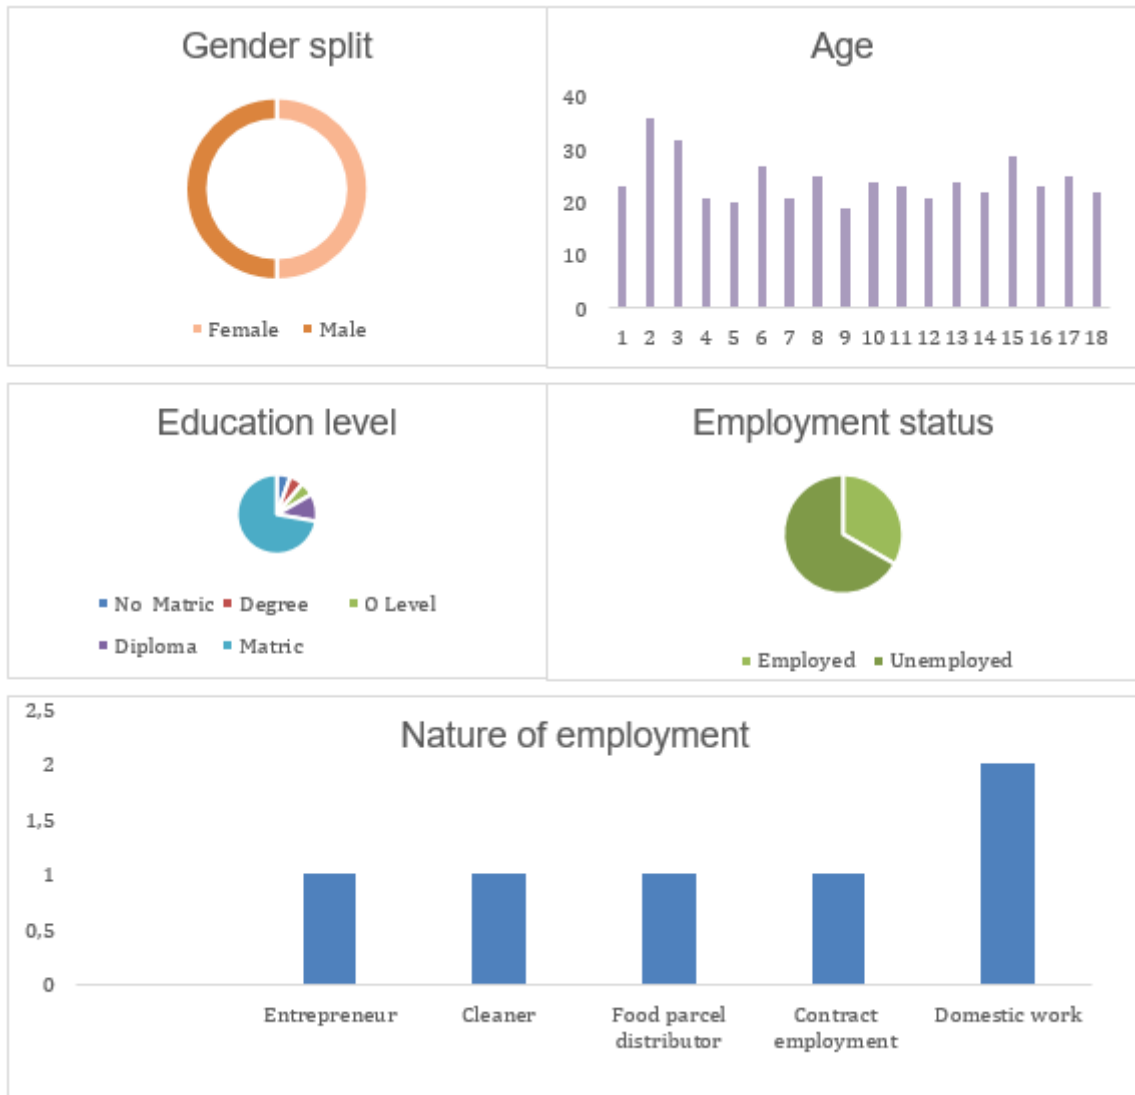 Gender split
Female Male
Age
40
30
20
10
0
1 2 3 4 5 6 7 8 9 10 11 12 13 14 15 16 17 18
Education level
No  Matric Degree O Level
Diploma Matric
Employment status
Employed Unemployed
Nature of employment
2,5
2
1,5
1
0,5
0
Entrepreneur Cleaner Food parcel Contract Domestic work
distributor employment